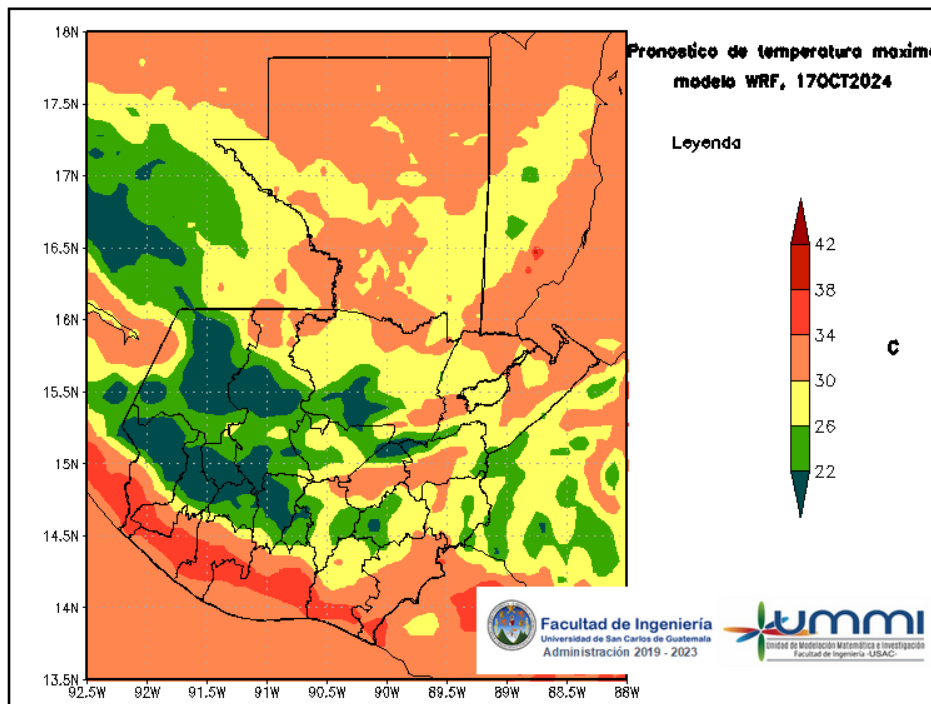 Pronostico de temperatura maxima
modelo WRF, 17OCT2024
Leyenda
18N
17.5N
17N
16.5N
16N
15.5N
15N
14.5N
14N
13.5N
92.5W 92W 91.5W 91W 90.5W 90W 89.5W 89W 88.5W 88W
42
38
34
30
26
22
C
Facultad de Ingeniería
Universidad de San Carlos de Guatemala
Administración 2019 - 2023
UMMI
Unidad de Modelación Matemática e Investigación
Facultad de Ingeniería -USAC-